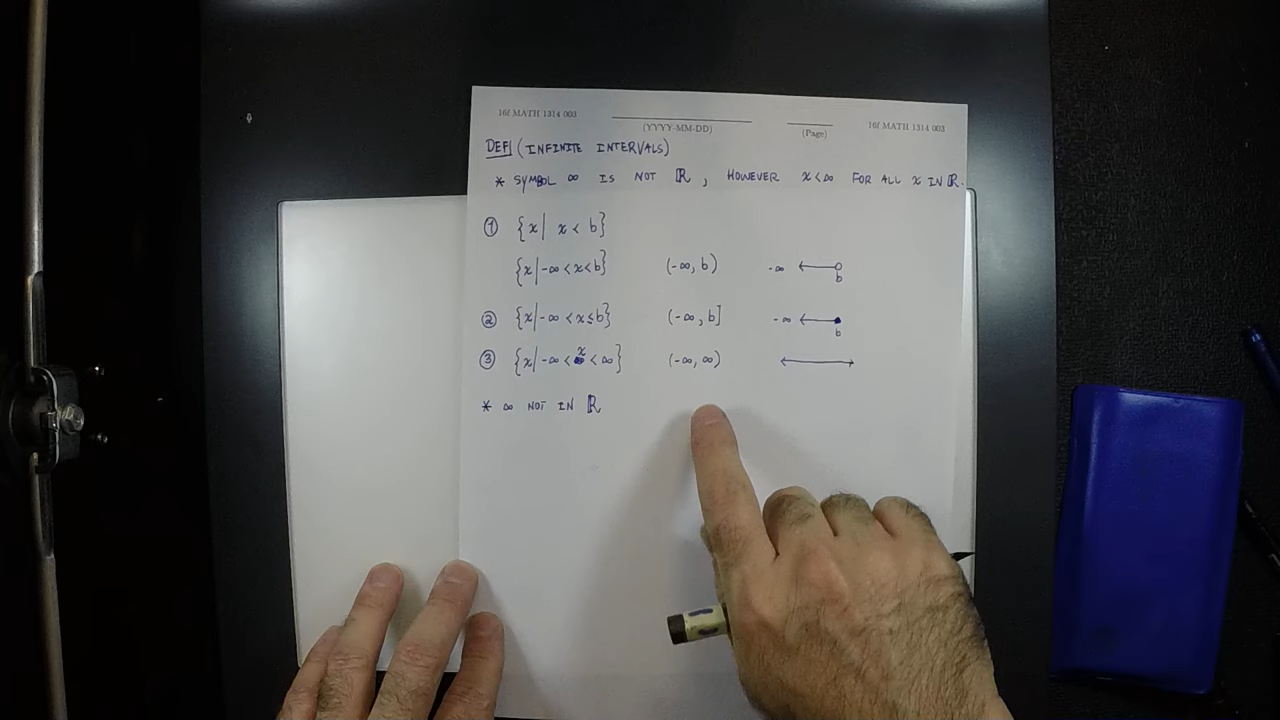 16f MATH 1314 003 (YYYY-MM-DD) (Page) 16f MATH 1314 003
DEF (INFINITE INTERVALS)
* SYMBOL ∞ IS NOT ℝ, HOWEVER x<∞ FOR ALL x IN ℝ.
① {x| x < b}
{x|-∞ < x < b} (-∞, b) -∞ b
② {x|-∞ < x ≤ b} (-∞, b] -∞ b
③ {x|-∞ < x < ∞} (-∞, ∞)
* ∞ NOT IN ℝ